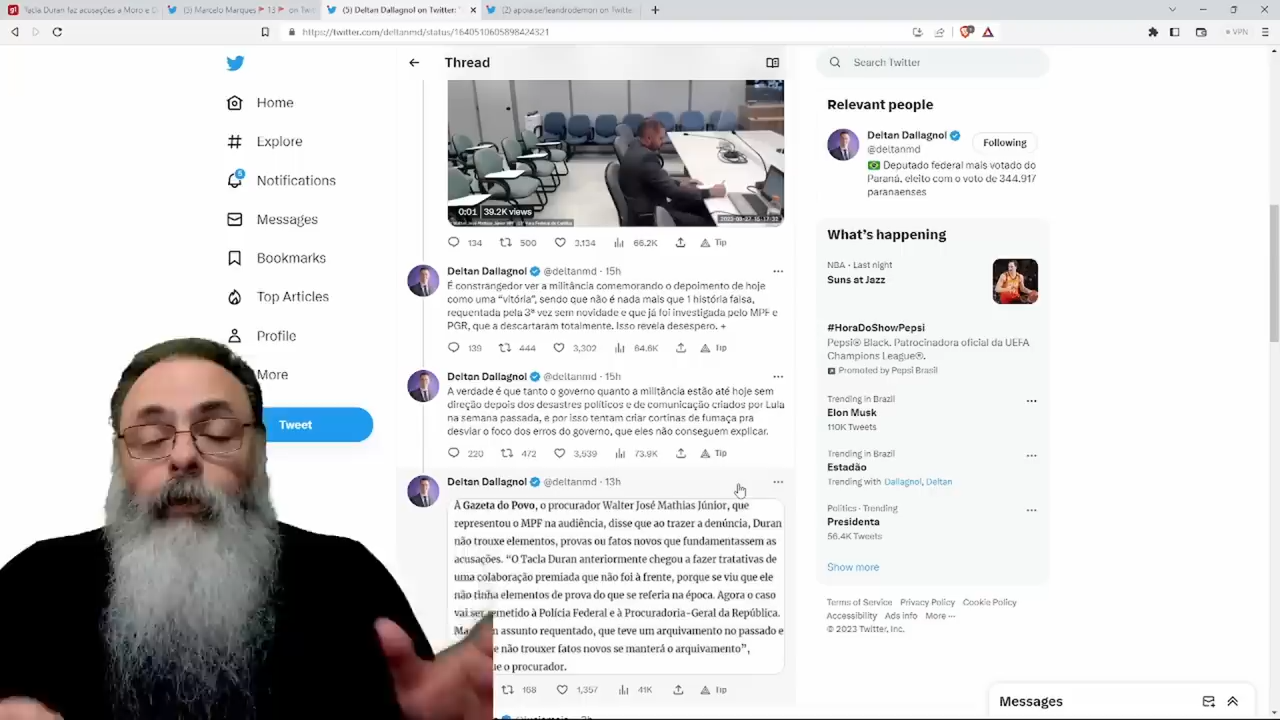 Tacla Duran faz acusações a Moro e D
(5) Marcelo Marques 🚩 13 🚩 on Twit
(5) Deltan Dallagnol on Twitter: "
(2) apoia.se/leandrodemori on Twitte
https://twitter.com/deltanmd/status/1640510605898424321
VPN
Home
Explore
5
Notifications
Messages
Bookmarks
Top Articles
Profile
More
Tweet
Thread
0:01 39.2K views
134 500 3,134 66.2K Tip
Deltan Dallagnol @deltanmd · 15h
É constrangedor ver a militância comemorando o depoimento de hoje
como uma “vitória”, sendo que não é nada mais que 1 história falsa,
requentada pela 3ª vez sem novidade e que já foi investigada pelo MPF e
PGR, que a descartaram totalmente. Isso revela desespero. +
139 444 3,302 64.6K Tip
Deltan Dallagnol @deltanmd · 15h
A verdade é que tanto o governo quanto a militância estão até hoje sem
direção depois dos desastres políticos e de comunicação criados por Lula
na semana passada, e por isso tentam criar cortinas de fumaça pra
desviar o foco dos erros do governo, que eles não conseguem explicar.
220 472 3,539 73.9K Tip
Deltan Dallagnol @deltanmd · 13h
À Gazeta do Povo, o procurador Walter José Mathias Júnior, que
representou o MPF na audiência, disse que ao trazer a denúncia, Duran
não trouxe elementos, provas ou fatos novos que fundamentassem as
acusações. “O Tacla Duran anteriormente chegou a fazer tratativas de
uma colaboração premiada que não foi à frente, porque se viu que ele
não tinha elementos de prova do que se referia na época. Agora o caso
vai ser remetido à Polícia Federal e à Procuradoria-Geral da República.
assunto requentado, que teve um arquivamento no passado e
e não trouxer fatos novos se manterá o arquivamento”,
o procurador.
168 1,357 41K Tip
Search Twitter
Relevant people
Deltan Dallagnol
@deltanmd
Following
🇧🇷 Deputado federal mais votado do
Paraná, eleito com o voto de 344.917
paranaenses
What’s happening
NBA · Last night
Suns at Jazz
#HoraDoShowPepsi
Pepsi® Black. Patrocinadora oficial da UEFA
Champions League®.
Promoted by Pepsi Brasil
Trending in Brazil
Elon Musk
110K Tweets
Trending in Brazil
Estadão
Trending with Dallagnol, Deltan
Politics · Trending
Presidenta
56.4K Tweets
Show more
Terms of Service Privacy Policy Cookie Policy
Accessibility Ads info More ···
© 2023 Twitter, Inc.
Messages